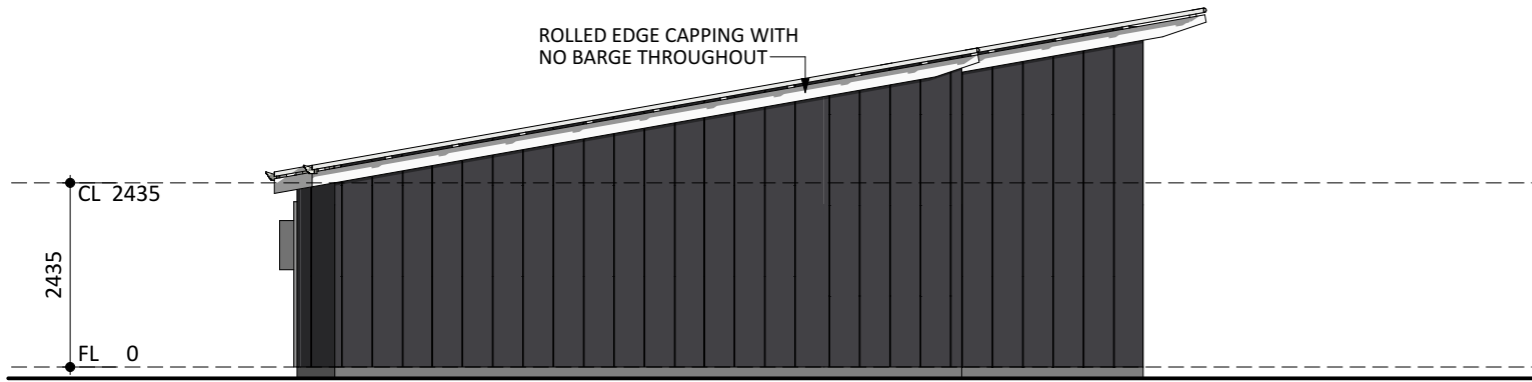 ROLLED EDGE CAPPING WITH
NO BARGE THROUGHOUT
CL 2435
2435
FL 0